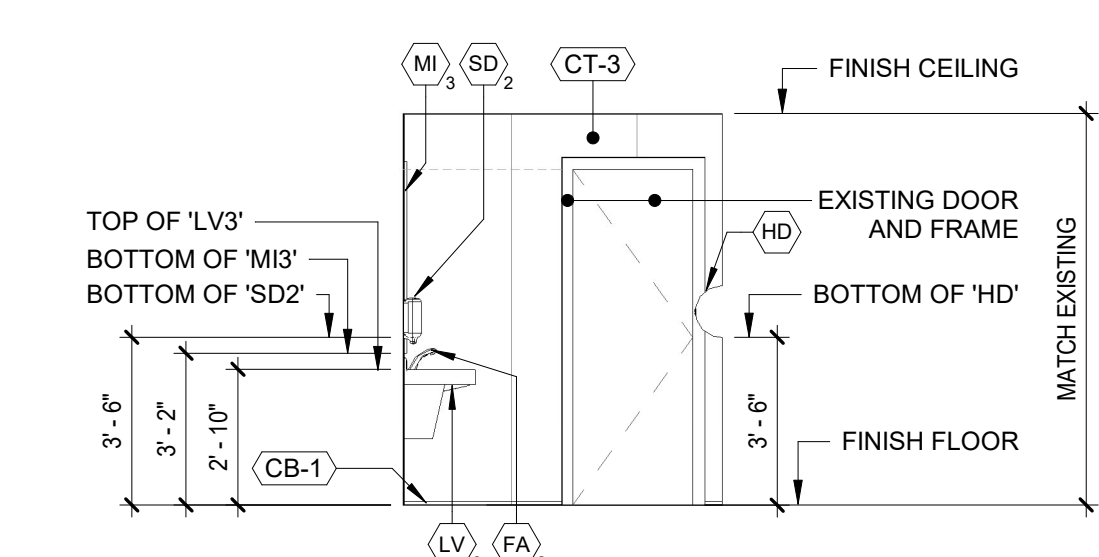 MI 3
SD 2
CT-3
FINISH CEILING
TOP OF 'LV3'
BOTTOM OF 'MI3'
BOTTOM OF 'SD2'
EXISTING DOOR
AND FRAME
HD
BOTTOM OF 'HD'
MATCH EXISTING
3' - 6"
3' - 2"
2' - 10"
3' - 6"
CB-1
FINISH FLOOR
LV
FA